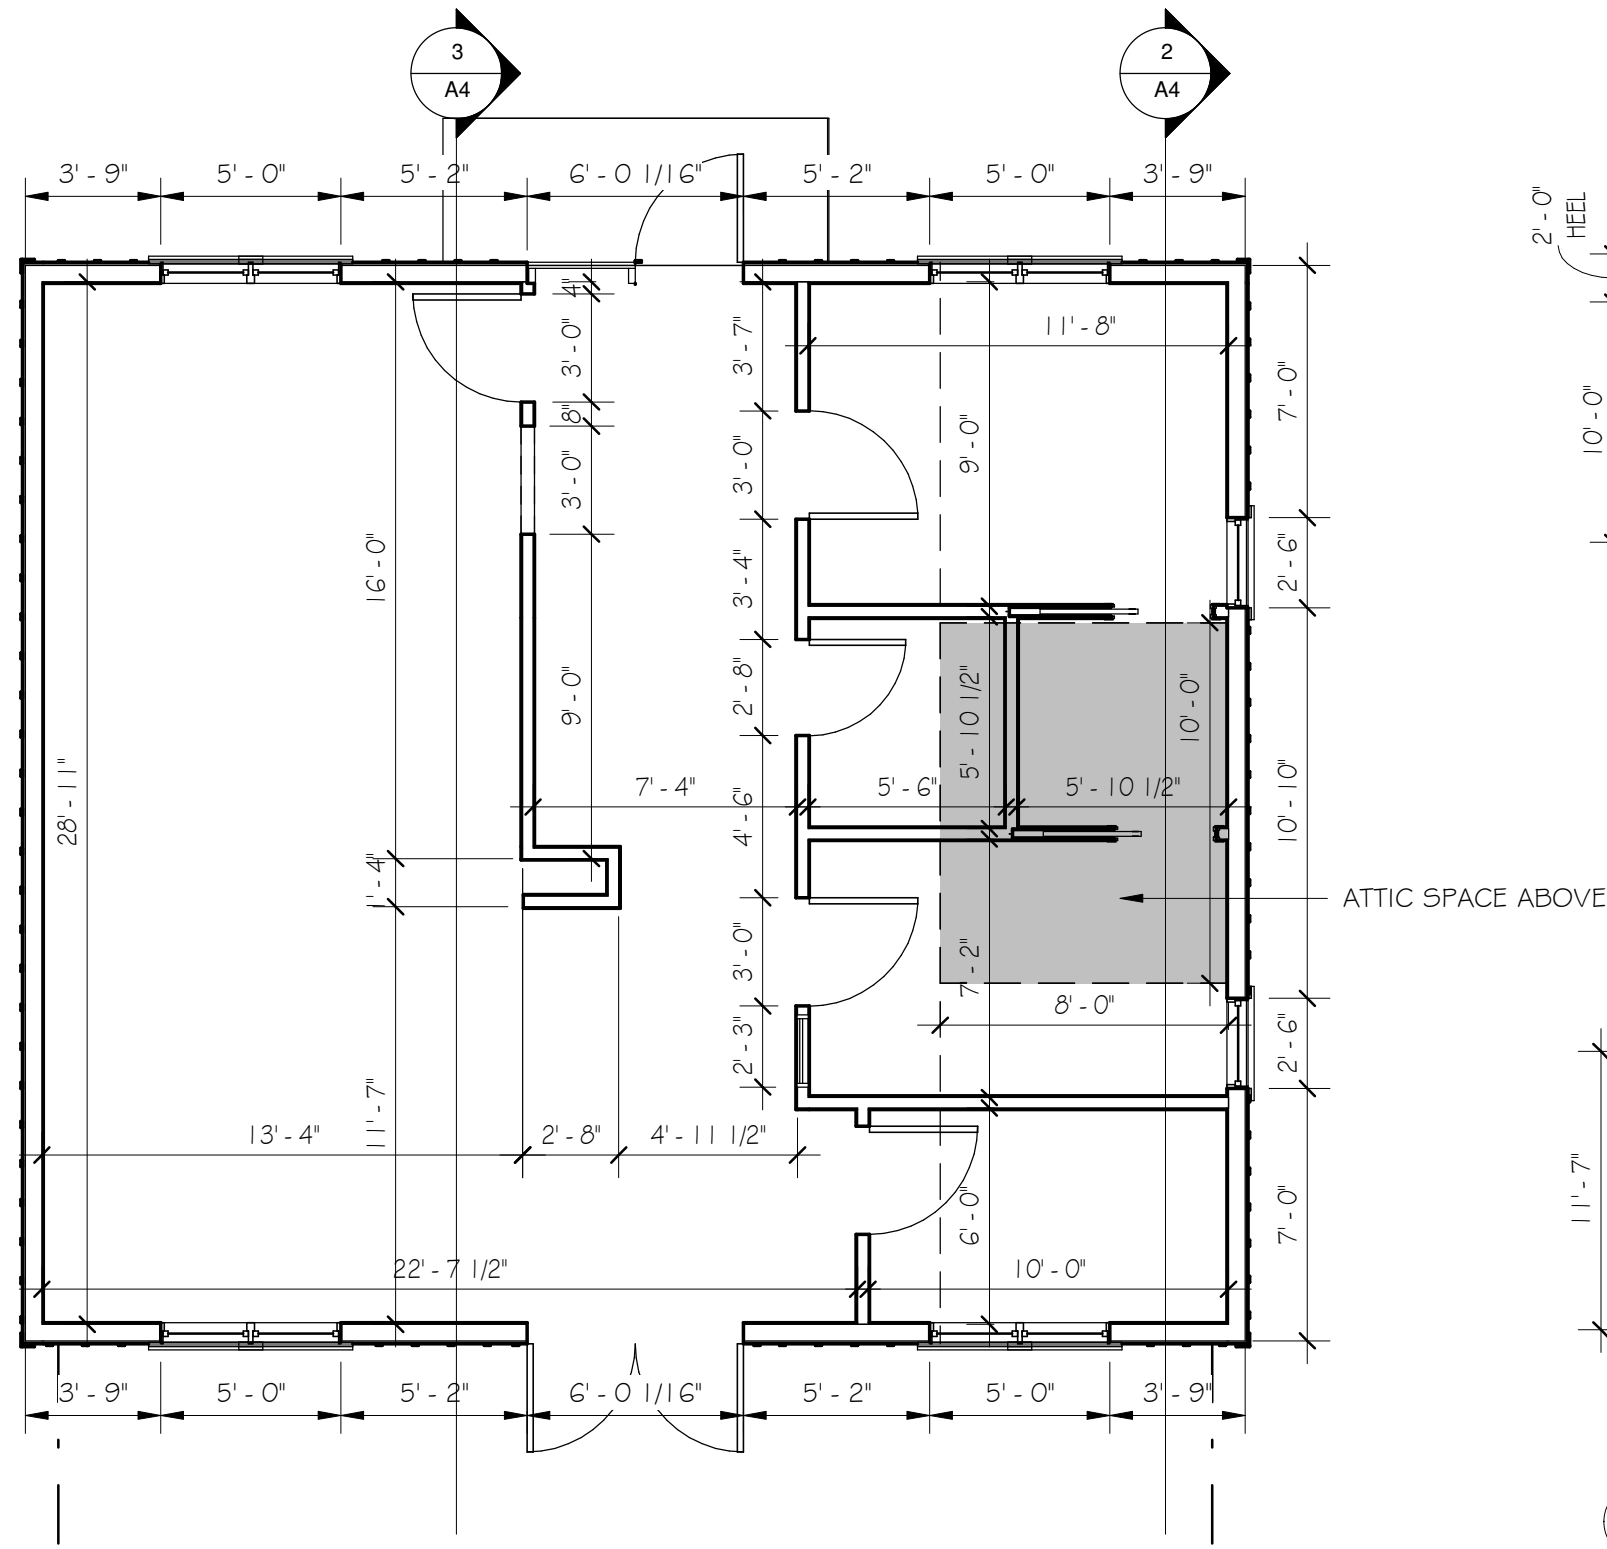 3
A4
2
A4
3' - 9"
5' - 0"
5' - 2"
6' - 0 1/16"
5' - 2"
5' - 0"
3' - 9"
2' - 0"
HEEL
4"
3' - 0"
8"
3' - 0"
9' - 0"
3' - 7"
3' - 0"
3' - 4"
2' - 8"
4' - 6"
3' - 0"
2' - 3"
11' - 8"
9' - 0"
7' - 0"
10' - 0"
2' - 6"
16' - 0"
28' - 11"
5' - 10 1/2"
10' - 0"
7' - 4"
5' - 6"
5' - 10 1/2"
10' - 10"
1' - 4"
ATTIC SPACE ABOVE
7' - 2"
8' - 0"
2' - 6"
11' - 7"
13' - 4"
2' - 8"
4' - 11 1/2"
6' - 0"
7' - 0"
11' - 7"
22' - 7 1/2"
10' - 0"
3' - 9"
5' - 0"
5' - 2"
6' - 0 1/16"
5' - 2"
5' - 0"
3' - 9"